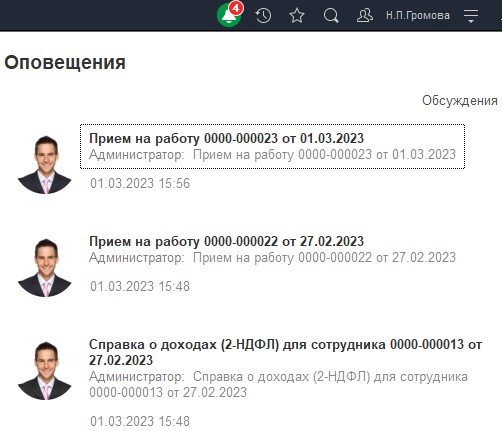 4
Н.П.Громова
Оповещения
Обсуждения
Прием на работу 0000-000023 от 01.03.2023
Администратор: Прием на работу 0000-000023 от 01.03.2023
01.03.2023 15:56
Прием на работу 0000-000022 от 27.02.2023
Администратор: Прием на работу 0000-000022 от 27.02.2023
01.03.2023 15:48
Справка о доходах (2-НДФЛ) для сотрудника 0000-000013 от
27.02.2023
Администратор: Справка о доходах (2-НДФЛ) для сотрудника
0000-000013 от 27.02.2023
01.03.2023 15:48